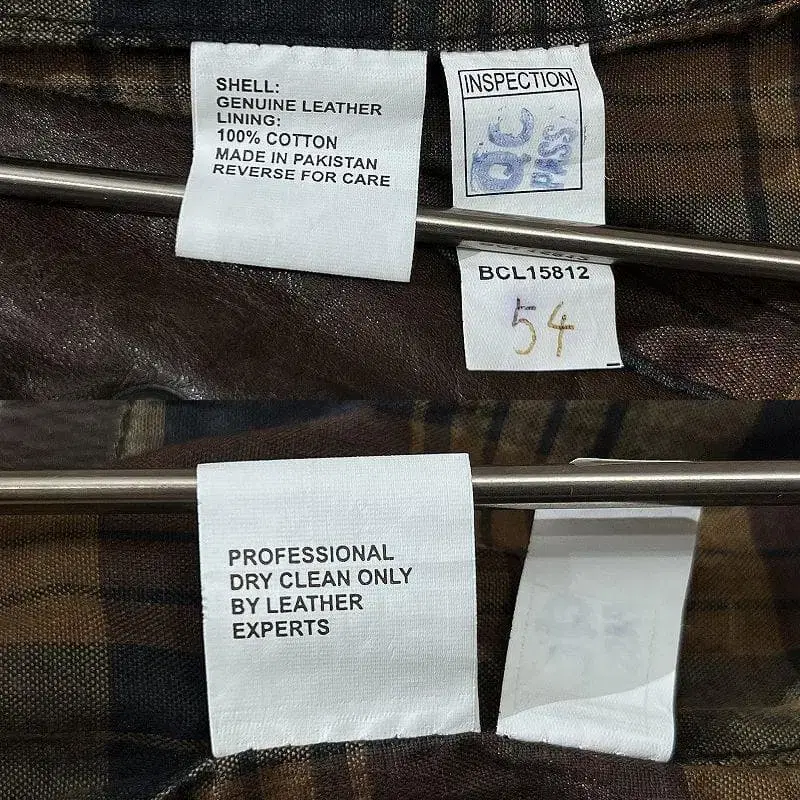 SHELL:
GENUINE LEATHER
LINING:
100% COTTON
MADE IN PAKISTAN
REVERSE FOR CARE
INSPECTION
QC
PASS
BCL15812
BCL15812
54
PROFESSIONAL
DRY CLEAN ONLY
BY LEATHER
EXPERTS